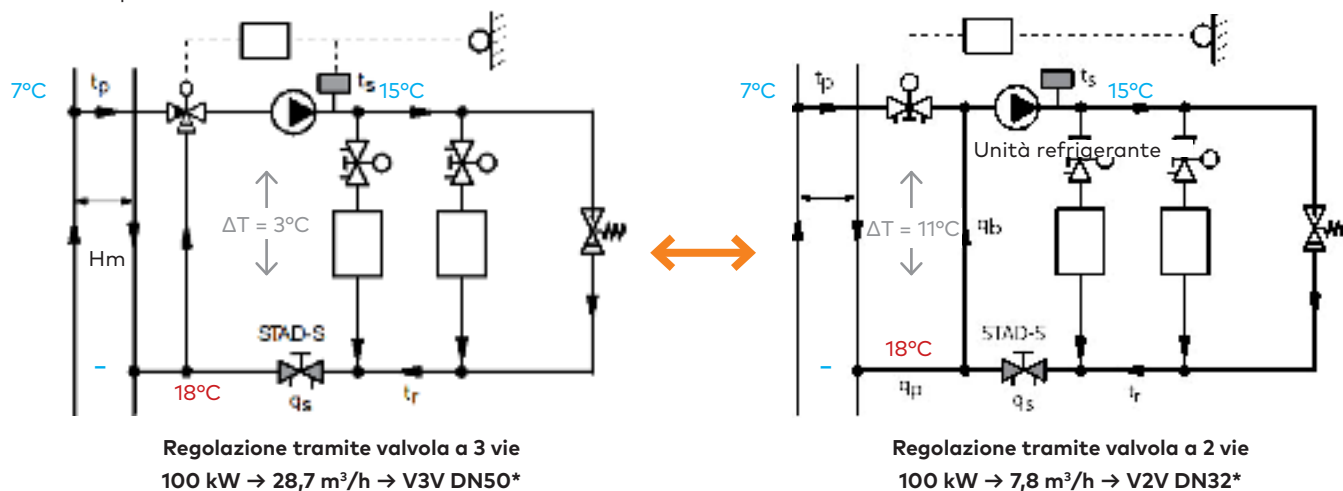 7°C
tp
ts
15°C
ΔT = 3°C
Hm
STAD-S
-
18°C
qs
tr
Regolazione tramite valvola a 3 vie
100 kW → 28,7 m³/h → V3V DN50*
7°C
tp
ts
15°C
Unità refrigerante
ΔT = 11°C
qb
18°C
STAD-S
-
qp
qs
tr
Regolazione tramite valvola a 2 vie
100 kW → 7,8 m³/h → V2V DN32*